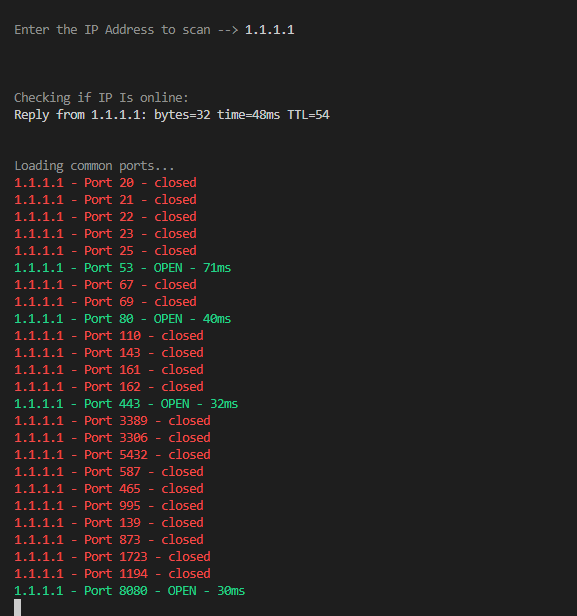 Enter the IP Address to scan --> 1.1.1.1
Checking if IP Is online:
Reply from 1.1.1.1: bytes=32 time=48ms TTL=54
Loading common ports...
1.1.1.1 - Port 20 - closed
1.1.1.1 - Port 21 - closed
1.1.1.1 - Port 22 - closed
1.1.1.1 - Port 23 - closed
1.1.1.1 - Port 25 - closed
1.1.1.1 - Port 53 - OPEN - 71ms
1.1.1.1 - Port 67 - closed
1.1.1.1 - Port 69 - closed
1.1.1.1 - Port 80 - OPEN - 40ms
1.1.1.1 - Port 110 - closed
1.1.1.1 - Port 143 - closed
1.1.1.1 - Port 161 - closed
1.1.1.1 - Port 162 - closed
1.1.1.1 - Port 443 - OPEN - 32ms
1.1.1.1 - Port 3389 - closed
1.1.1.1 - Port 3306 - closed
1.1.1.1 - Port 5432 - closed
1.1.1.1 - Port 587 - closed
1.1.1.1 - Port 465 - closed
1.1.1.1 - Port 995 - closed
1.1.1.1 - Port 139 - closed
1.1.1.1 - Port 873 - closed
1.1.1.1 - Port 1723 - closed
1.1.1.1 - Port 1194 - closed
1.1.1.1 - Port 8080 - OPEN - 30ms